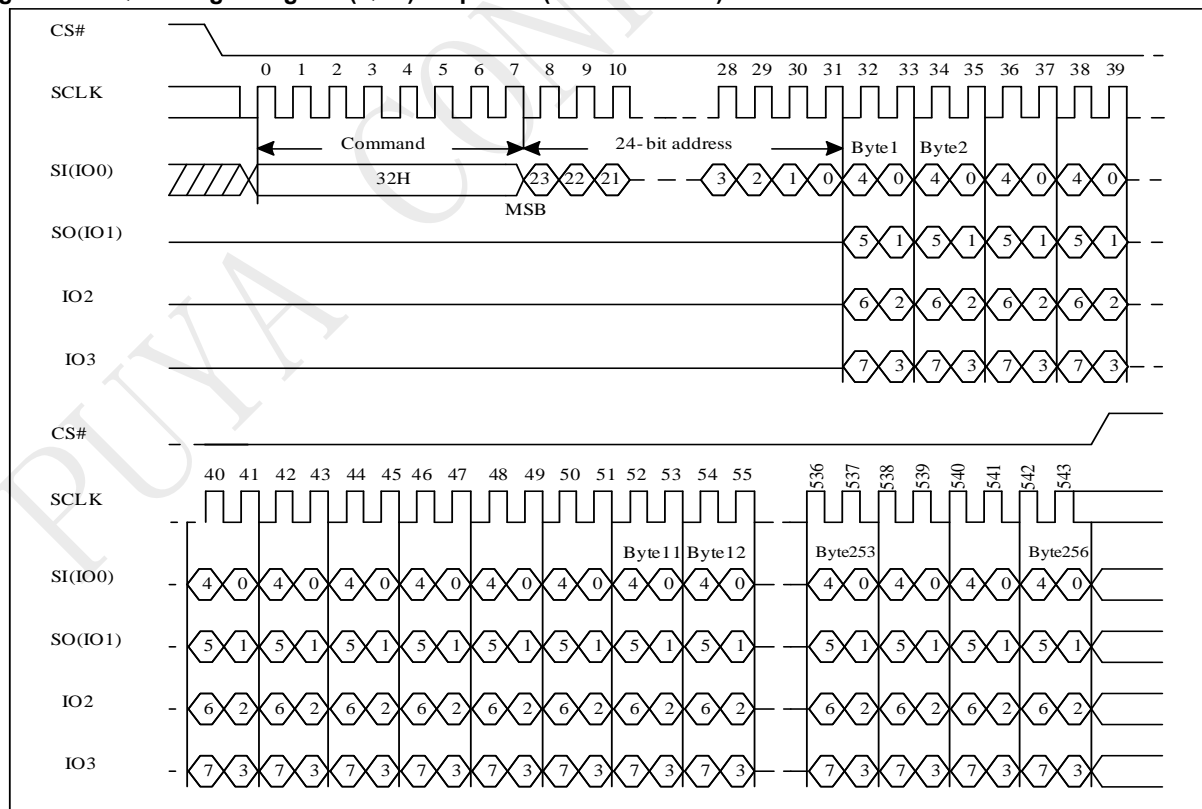 CS#
0 1 2 3 4 5 6 7 8 9 10 28 29 30 31 32 33 34 35 36 37 38 39
SCLK
Command 24-bit address Byte1 Byte2
SI(IO0) 32H 23 22 21 3 2 1 0 4 0 4 0 4 0 4 0
MSB
SO(IO1) 5 1 5 1 5 1 5 1
IO2 6 2 6 2 6 2 6 2
IO3 7 3 7 3 7 3 7 3
CS#
40 41 42 43 44 45 46 47 48 49 50 51 52 53 54 55 536 537 538 539 540 541 542 543
SCLK
Byte11 Byte12 Byte253 Byte256
SI(IO0) 4 0 4 0 4 0 4 0 4 0 4 0 4 0 4 0 4 0 4 0 4 0 4 0
SO(IO1) 5 1 5 1 5 1 5 1 5 1 5 1 5 1 5 1 5 1 5 1 5 1 5 1
IO2 6 2 6 2 6 2 6 2 6 2 6 2 6 2 6 2 6 2 6 2 6 2 6 2
IO3 7 3 7 3 7 3 7 3 7 3 7 3 7 3 7 3 7 3 7 3 7 3 7 3
PUYA